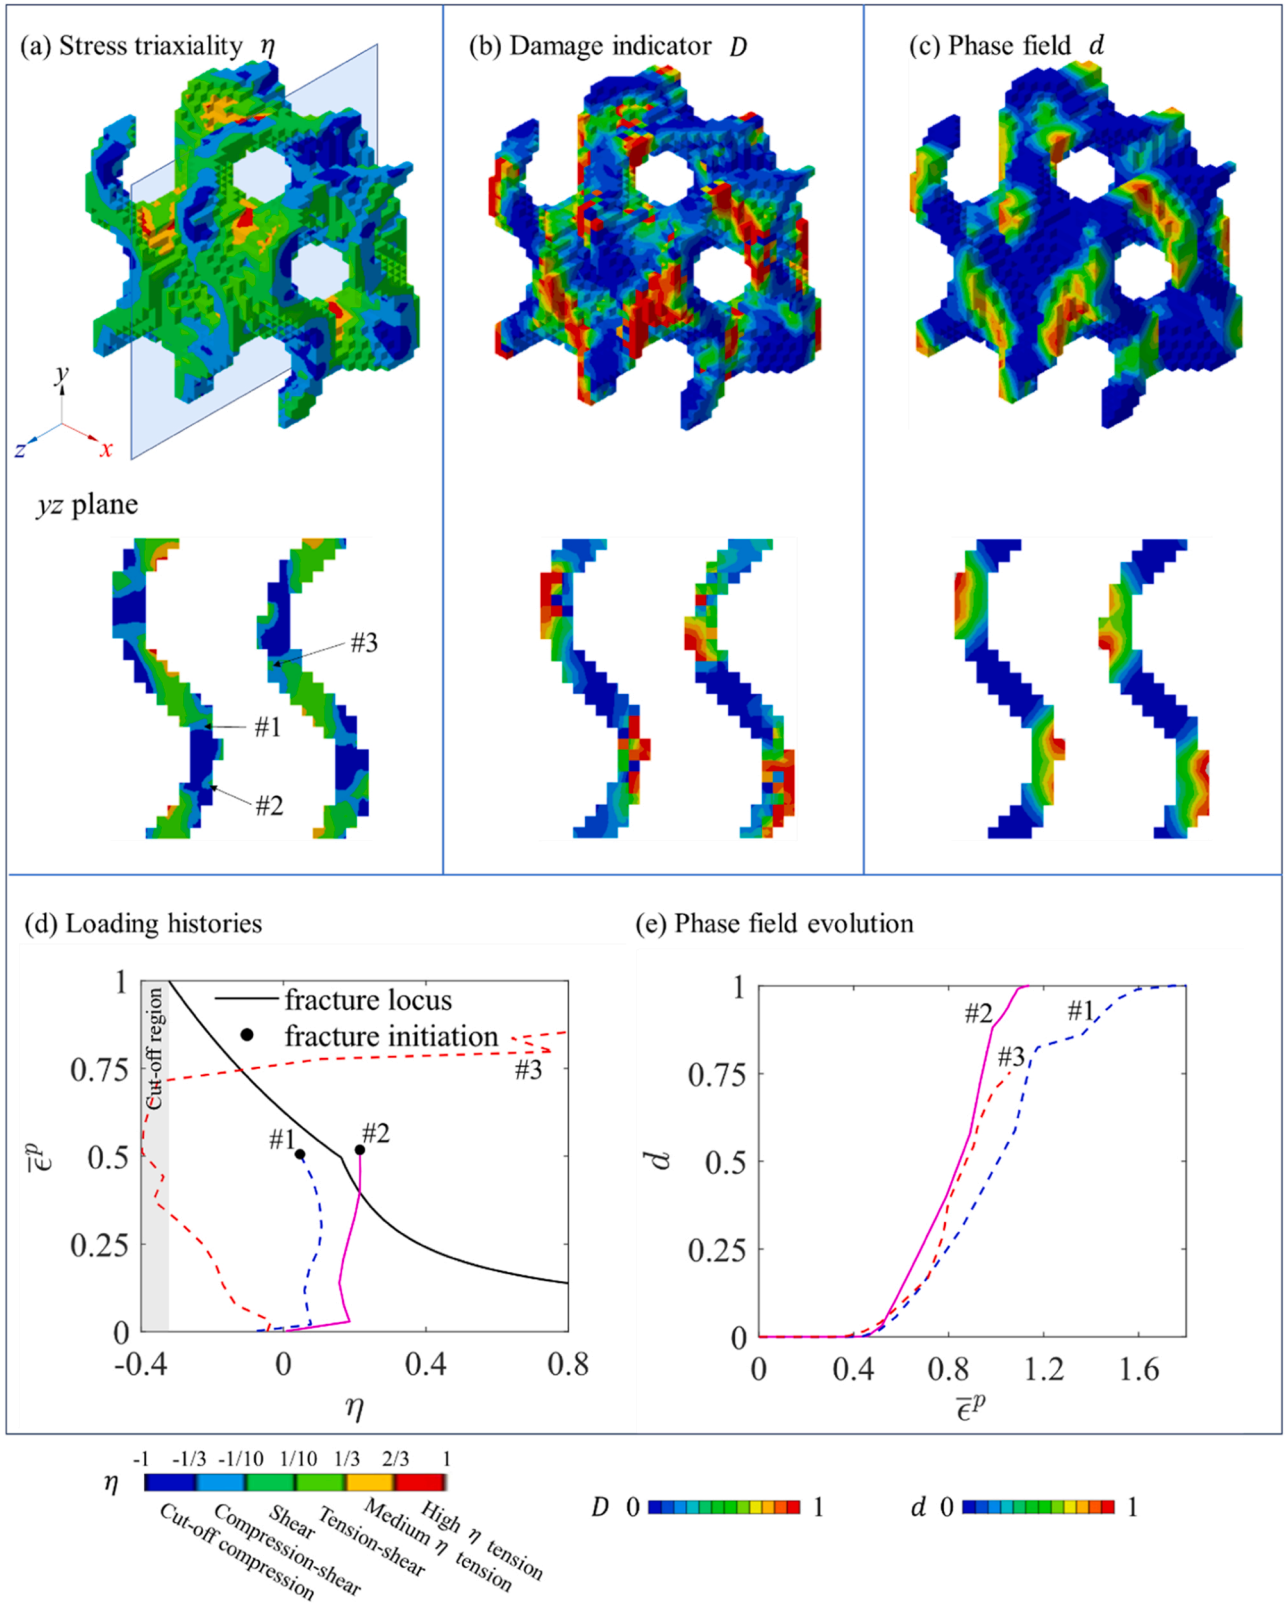 (a) Stress triaxiality η
(b) Damage indicator D
(c) Phase field d
y
z
x
yz plane
#3
#1
#2
(d) Loading histories
(e) Phase field evolution
1
0.75
0.5
0.25
0
-0.4
0
0.4
0.8
ε̅ᵖ
η
Cut-off region
fracture locus
fracture initiation
#3
#1
#2
1
0.75
0.5
0.25
0
0
0.4
0.8
1.2
1.6
d
ε̅ᵖ
#2
#1
#3
-1 -1/3 -1/10 1/10 1/3 2/3 1
η
Cut-off compression
Compression-shear
Shear
Tension-shear
Medium η tension
High η tension
D 0 1
d 0 1